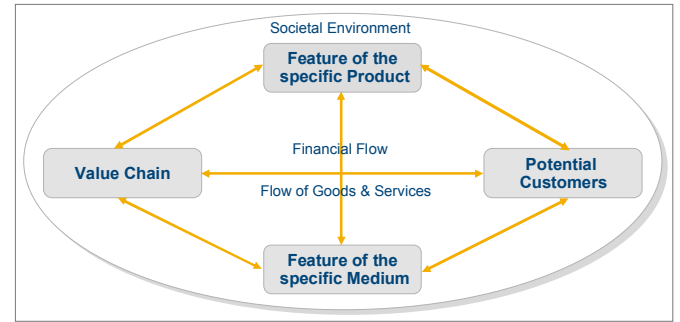 Societal Environment
Feature of the
specific Product
Financial Flow
Value Chain
Potential
Customers
Flow of Goods & Services
Feature of the
specific Medium